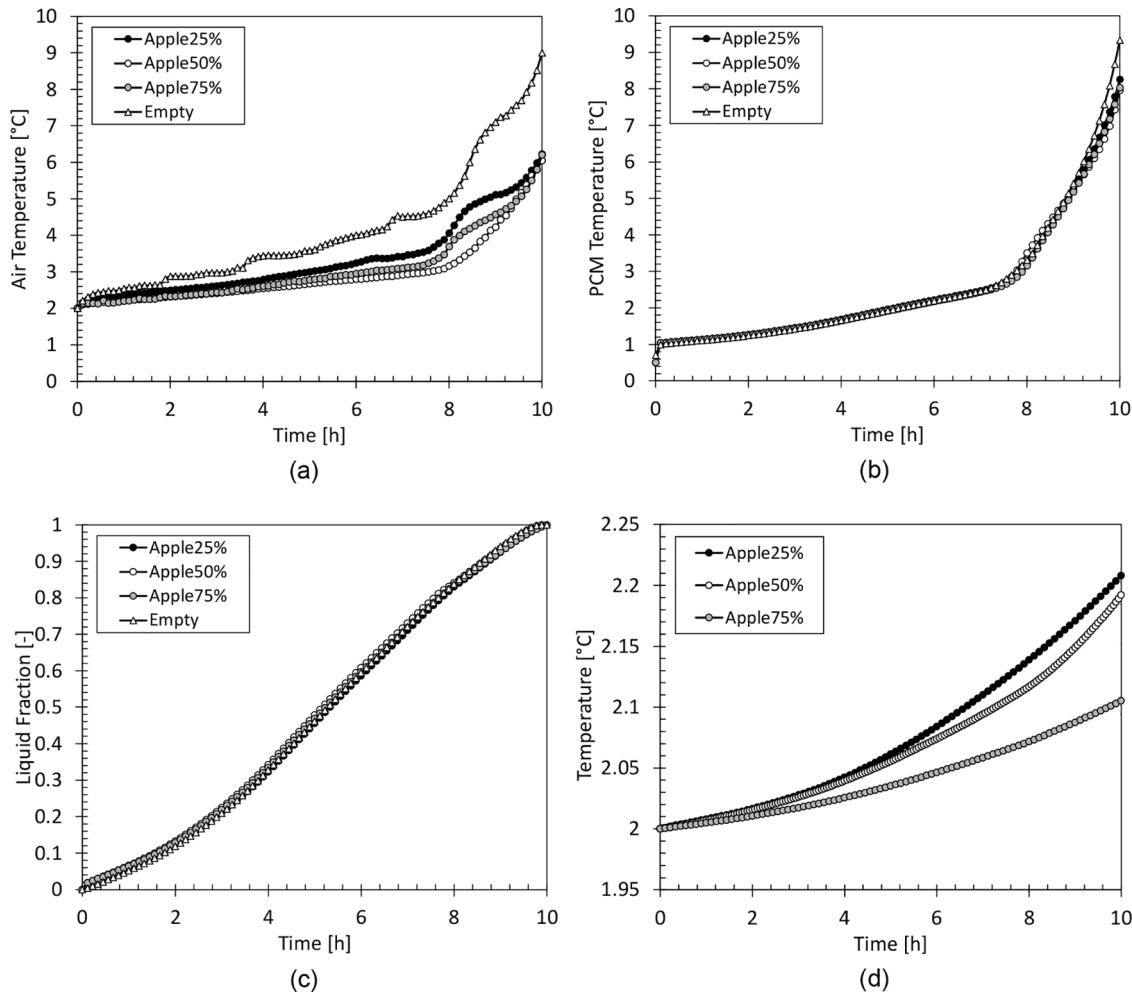 Air Temperature [°C]
10
9
8
7
6
5
4
3
2
1
0
Apple25%
Apple50%
Apple75%
Empty
0 2 4 6 8 10
Time [h]
(a)
PCM Temperature [°C]
10
9
8
7
6
5
4
3
2
1
0
Apple25%
Apple50%
Apple75%
Empty
0 2 4 6 8 10
Time [h]
(b)
Liquid Fraction [-]
1
0.9
0.8
0.7
0.6
0.5
0.4
0.3
0.2
0.1
0
Apple25%
Apple50%
Apple75%
Empty
0 2 4 6 8 10
Time [h]
(c)
Temperature [°C]
2.25
2.2
2.15
2.1
2.05
2
1.95
Apple25%
Apple50%
Apple75%
0 2 4 6 8 10
Time [h]
(d)